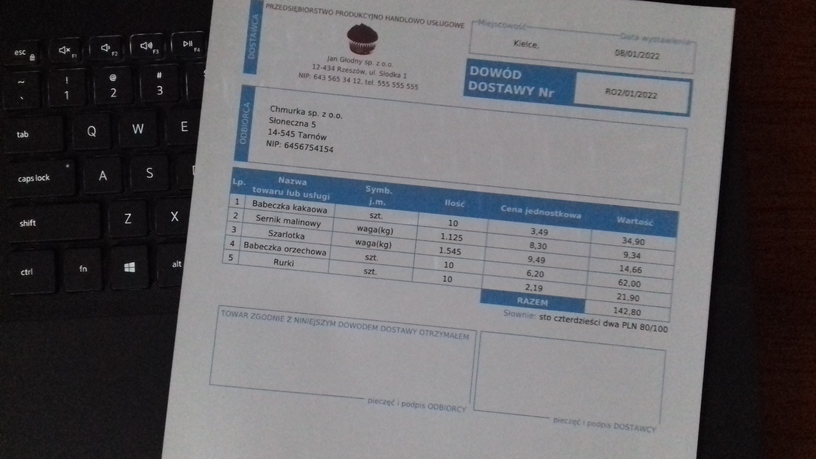 esc
F1
F2
F3
F4
~
`
!
1
@
2
#
3
tab
Q
W
E
caps lock
A
S
shift
Z
X
ctrl
fn
alt
DOSTAWCA
PRZEDSIĘBIORSTWO PRODUKCYJNO HANDLOWO USŁUGOWE
Jan Głodny sp. z o.o.
12-434 Rzeszów, ul. Słodka 1
NIP: 643 565 34 12, tel. 555 555 555
Miejscowość
Data wystawienia
Kielce, 08/01/2022
DOWÓD
DOSTAWY Nr
RO2/01/2022
ODBIORCA
Chmurka sp. z o.o.
Słoneczna 5
14-545 Tarnów
NIP: 6456754154
Lp. Nazwa towaru lub usługi Symb. j.m. Ilość Cena jednostkowa Wartość
1 Babeczka kakaowa szt. 10 3,49 34,90
2 Sernik malinowy waga(kg) 1.125 8,30 9,34
3 Szarlotka waga(kg) 1.545 9,49 14,66
4 Babeczka orzechowa szt. 10 6,20 62,00
5 Rurki szt. 10 2,19 21,90
RAZEM 142,80
Słownie: sto czterdzieści dwa PLN 80/100
TOWAR ZGODNIE Z NINIEJSZYM DOWODEM DOSTAWY OTRZYMAŁEM
pieczęć i podpis ODBIORCY
pieczęć i podpis DOSTAWCY